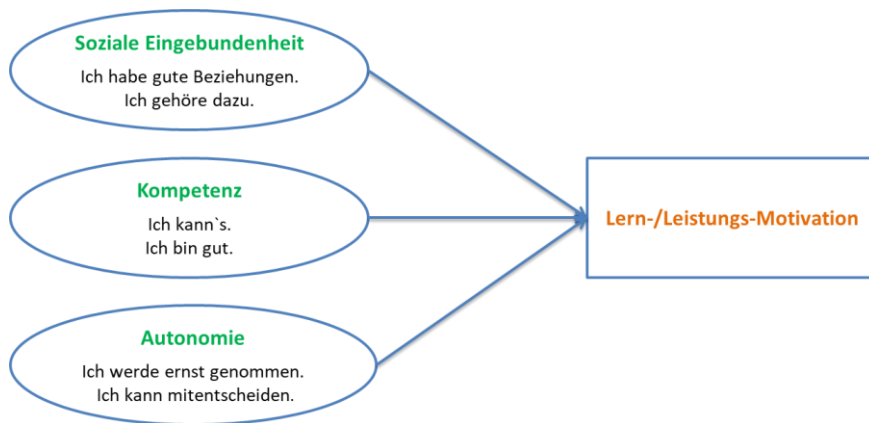 Soziale Eingebundenheit
Ich habe gute Beziehungen.
Ich gehöre dazu.
Kompetenz
Ich kann`s.
Ich bin gut.
Lern-/Leistungs-Motivation
Autonomie
Ich werde ernst genommen.
Ich kann mitentscheiden.